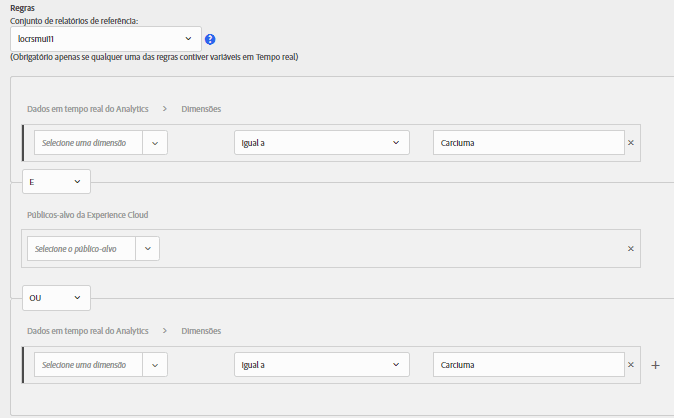 Regras
Conjunto de relatórios de referência:
locrsmui11
?
(Obrigatório apenas se qualquer uma das regras contiver variáveis em Tempo real)
Dados em tempo real do Analytics > Dimensões
Selecione uma dimensão Igual a Carciuma ×
E
Públicos-alvo da Experience Cloud
Selecione o público-alvo ×
OU
Dados em tempo real do Analytics > Dimensões
Selecione uma dimensão Igual a Carciuma × +